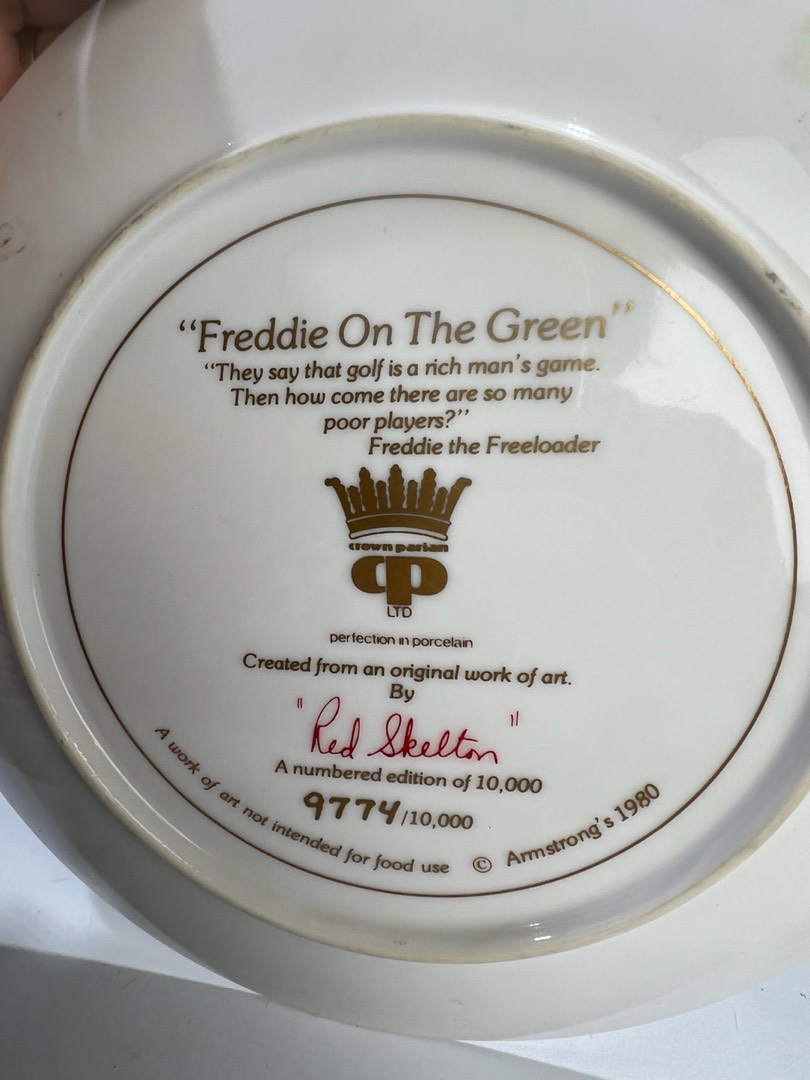 “Freddie On The Green”
“They say that golf is a rich man's game.
Then how come there are so many
poor players?”
Freddie the Freeloader
crown parian
cp
LTD
perfection in porcelain
Created from an original work of art.
By
"Red Skelton"
A numbered edition of 10,000
9774/10,000
A work of art not intended for food use © Armstrong's 1980